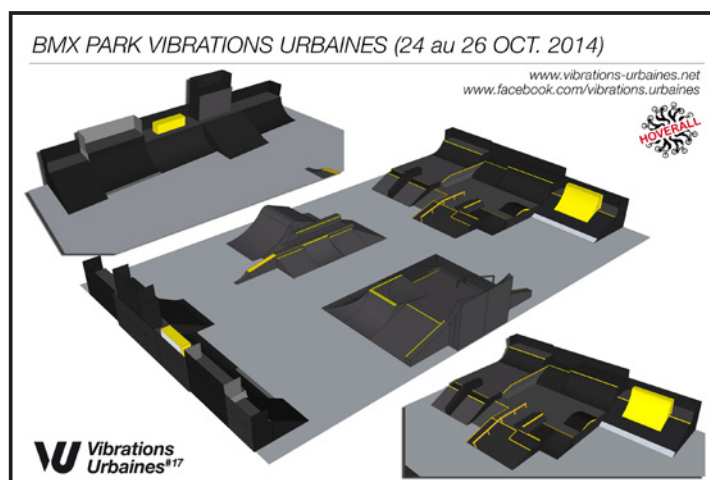 BMX PARK VIBRATIONS URBAINES (24 au 26 OCT. 2014)
www.vibrations-urbaines.net
www.facebook.com/vibrations.urbaines
HOVERALL
VU Vibrations
Urbaines#17